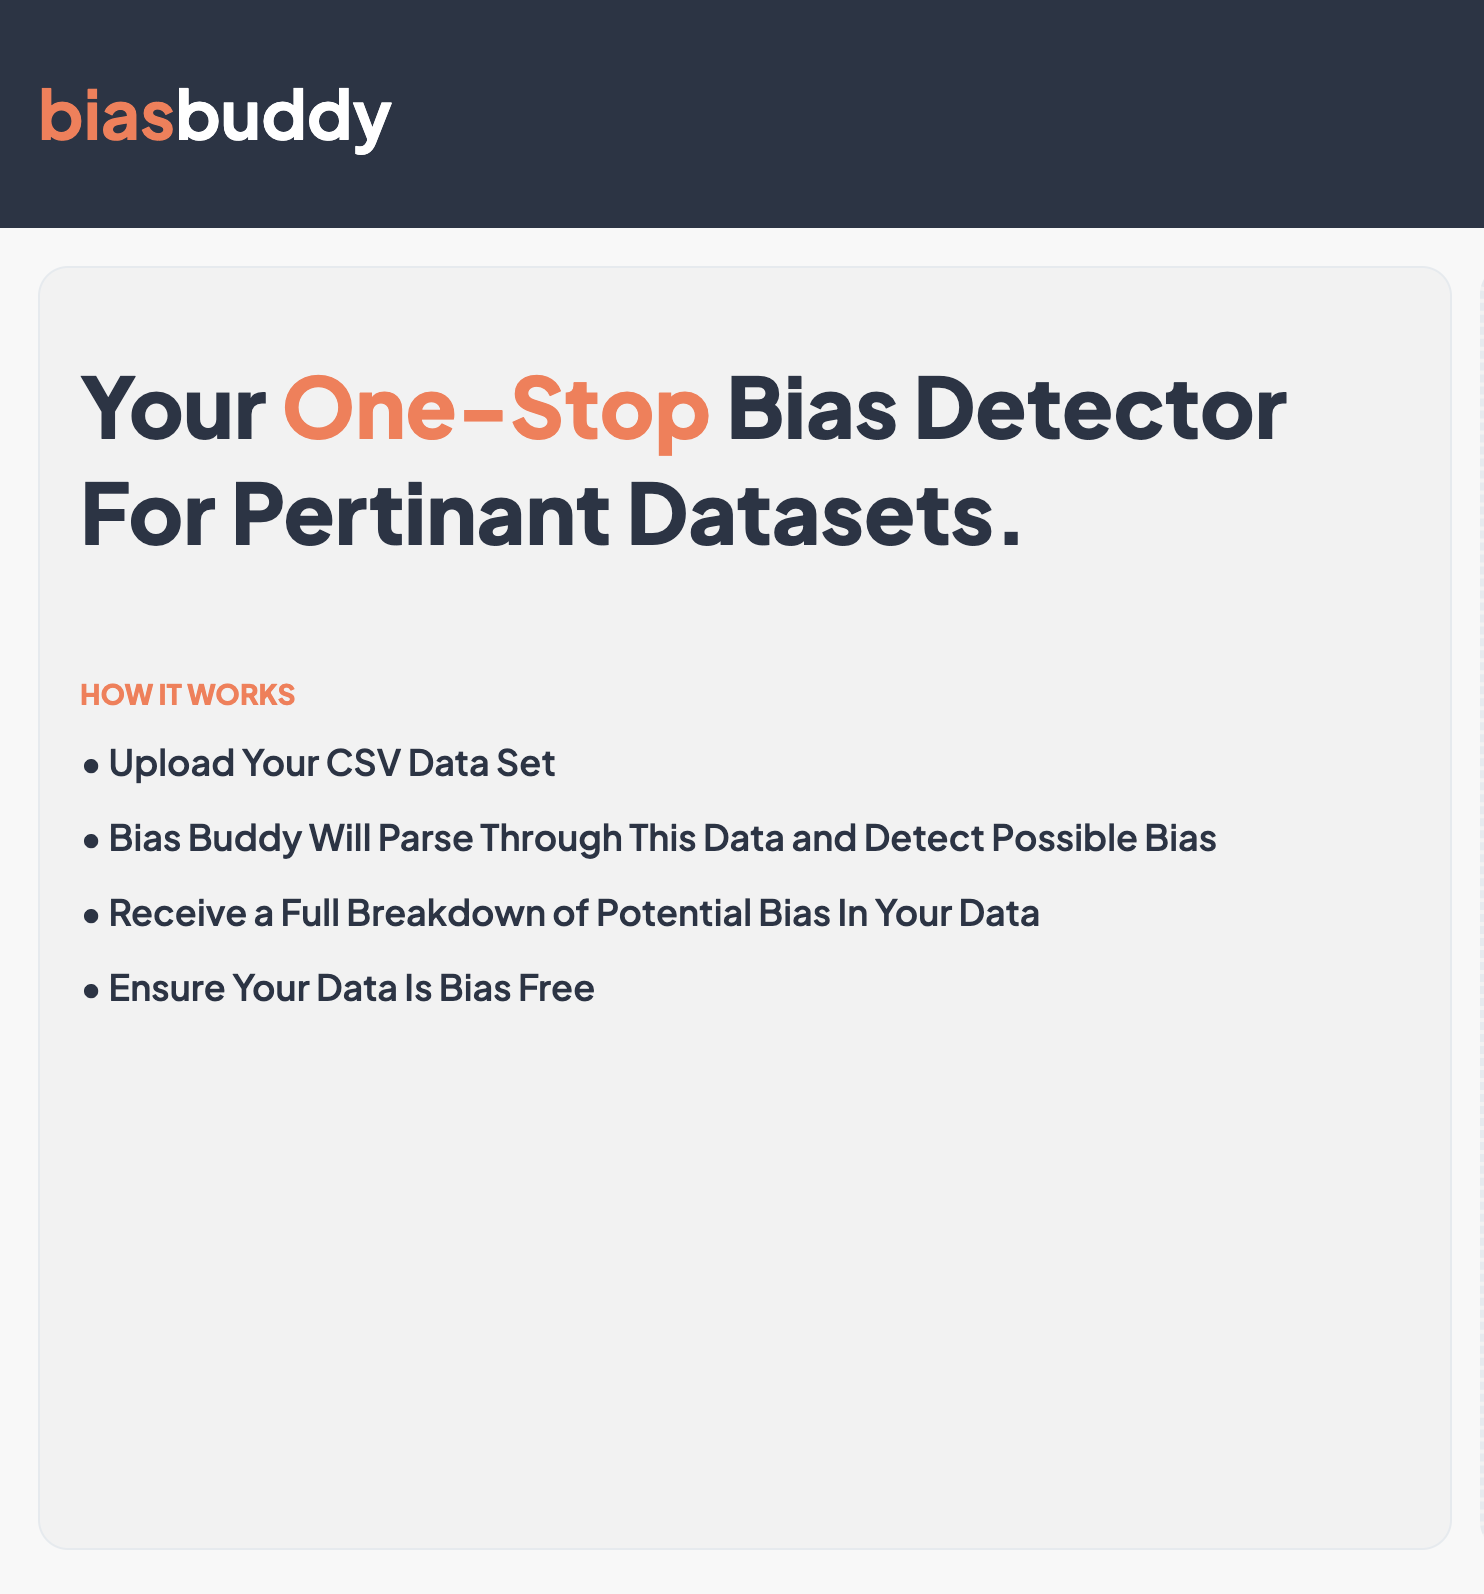 biasbuddy
Your One-Stop Bias Detector
For Pertinant Datasets.
HOW IT WORKS
• Upload Your CSV Data Set
• Bias Buddy Will Parse Through This Data and Detect Possible Bias
• Receive a Full Breakdown of Potential Bias In Your Data
• Ensure Your Data Is Bias Free